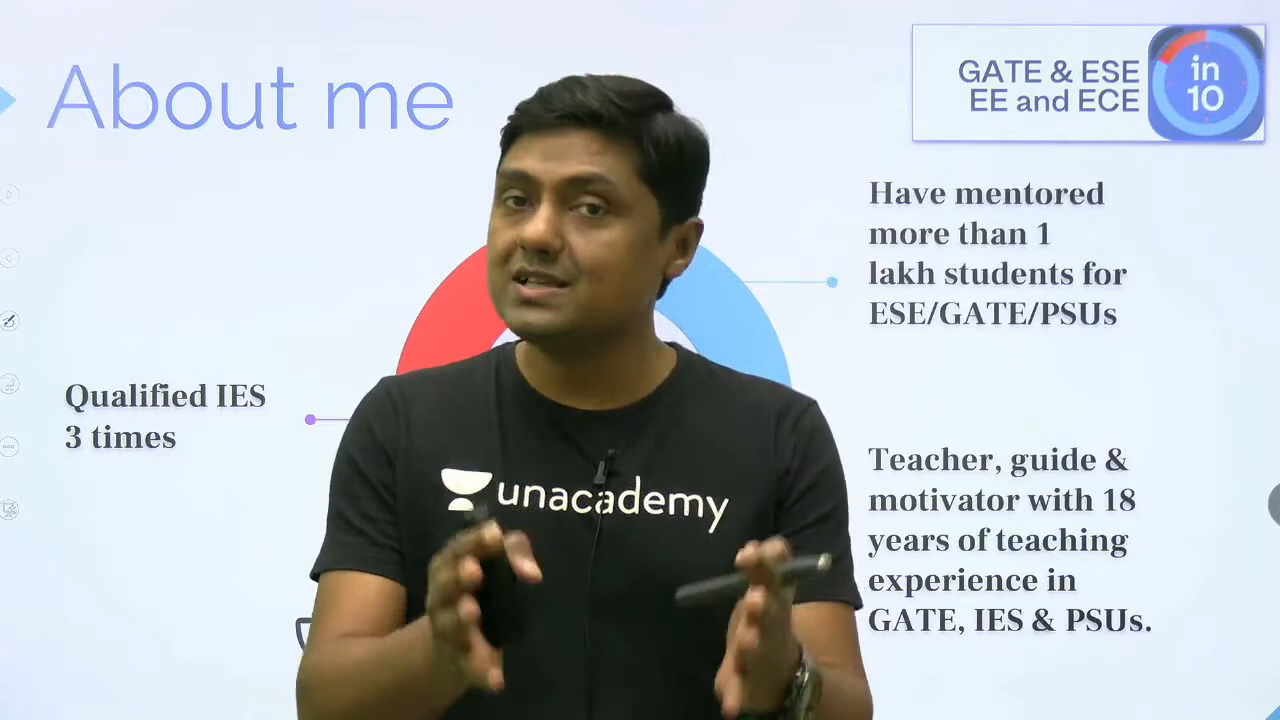 About me
GATE & ESE
EE and ECE
in
10
Have mentored
more than 1
lakh students for
ESE/GATE/PSUs
Qualified IES
3 times
unacademy
Teacher, guide &
motivator with 18
years of teaching
experience in
GATE, IES & PSUs.